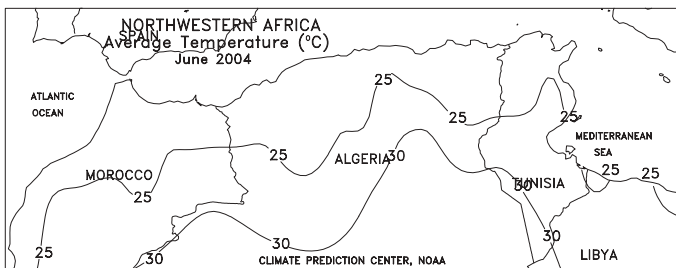 NORTHWESTERN AFRICA
SPAIN
Average Temperature (°C)
June 2004
25
ATLANTIC
OCEAN
25
25
MEDITERRANEAN
SEA
25
ALGERIA
30
25
25
MOROCCO
TUNISIA
30
25
30
30
25
30
LIBYA
CLIMATE PREDICTION CENTER, NOAA